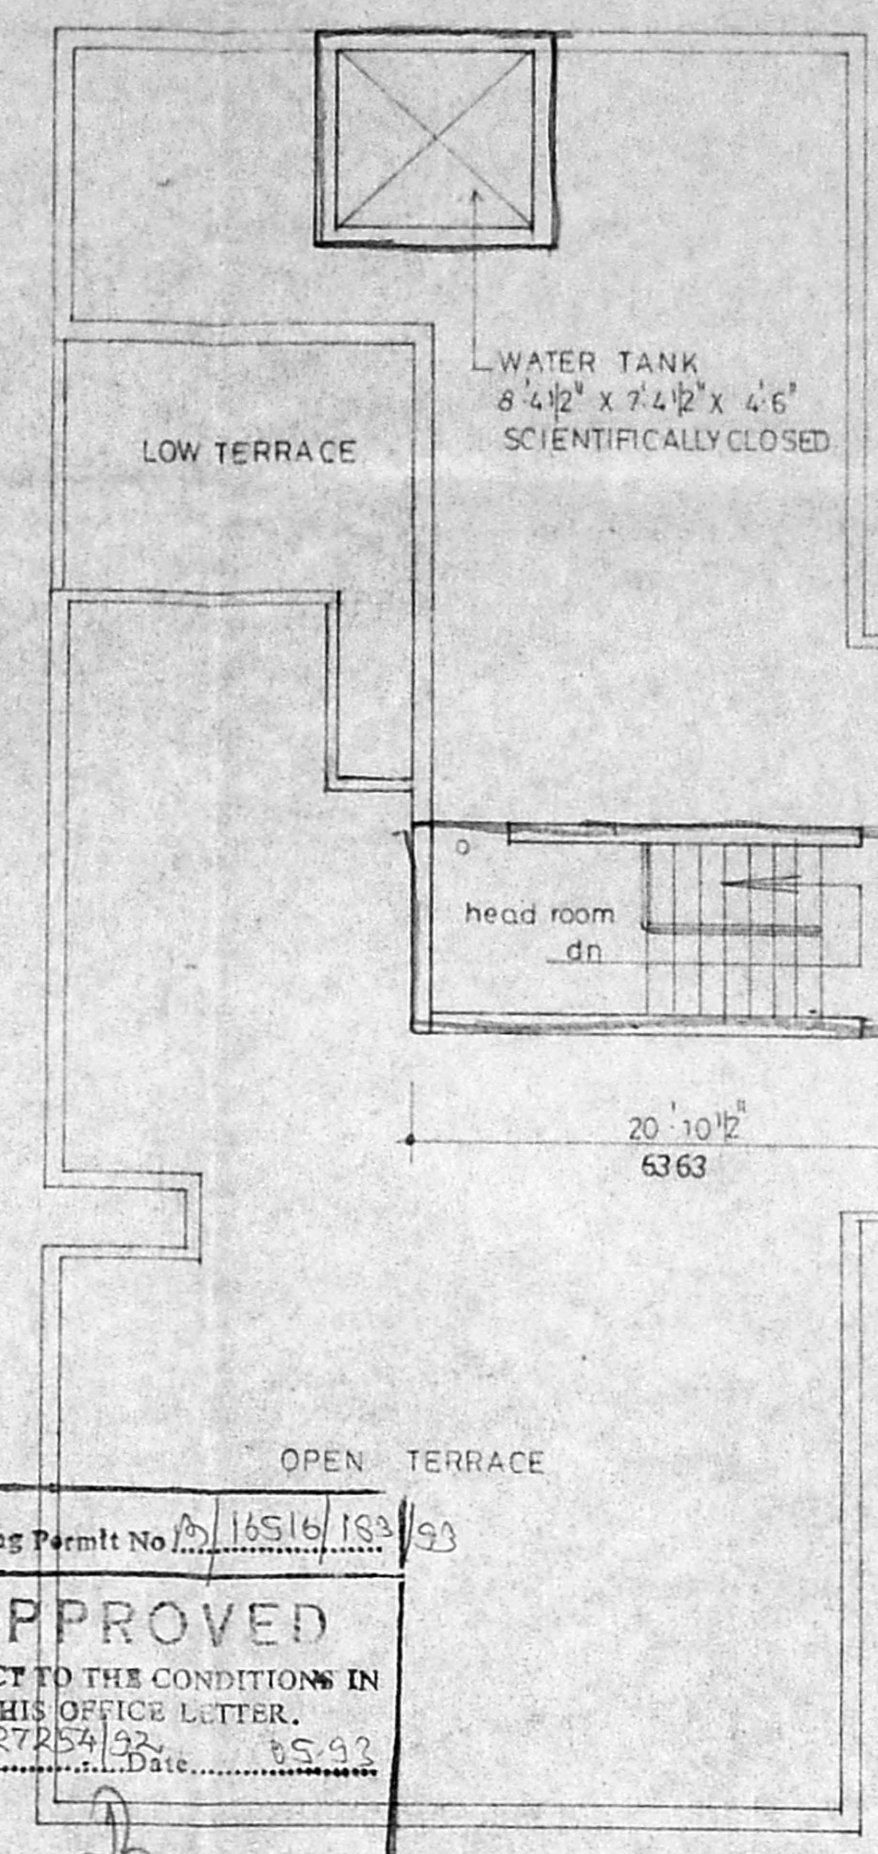 WATER TANK
8'.4½" X 7'.4½" X 4'.6"
SCIENTIFICALLY CLOSED
LOW TERRACE
head room
dn
20'.10½"
6363
OPEN TERRACE
Permit No B/16516/183/93
PPROVED
CT TO THE CONDITIONS IN
HIS OFFICE LETTER.
27254/92 Date 05-93